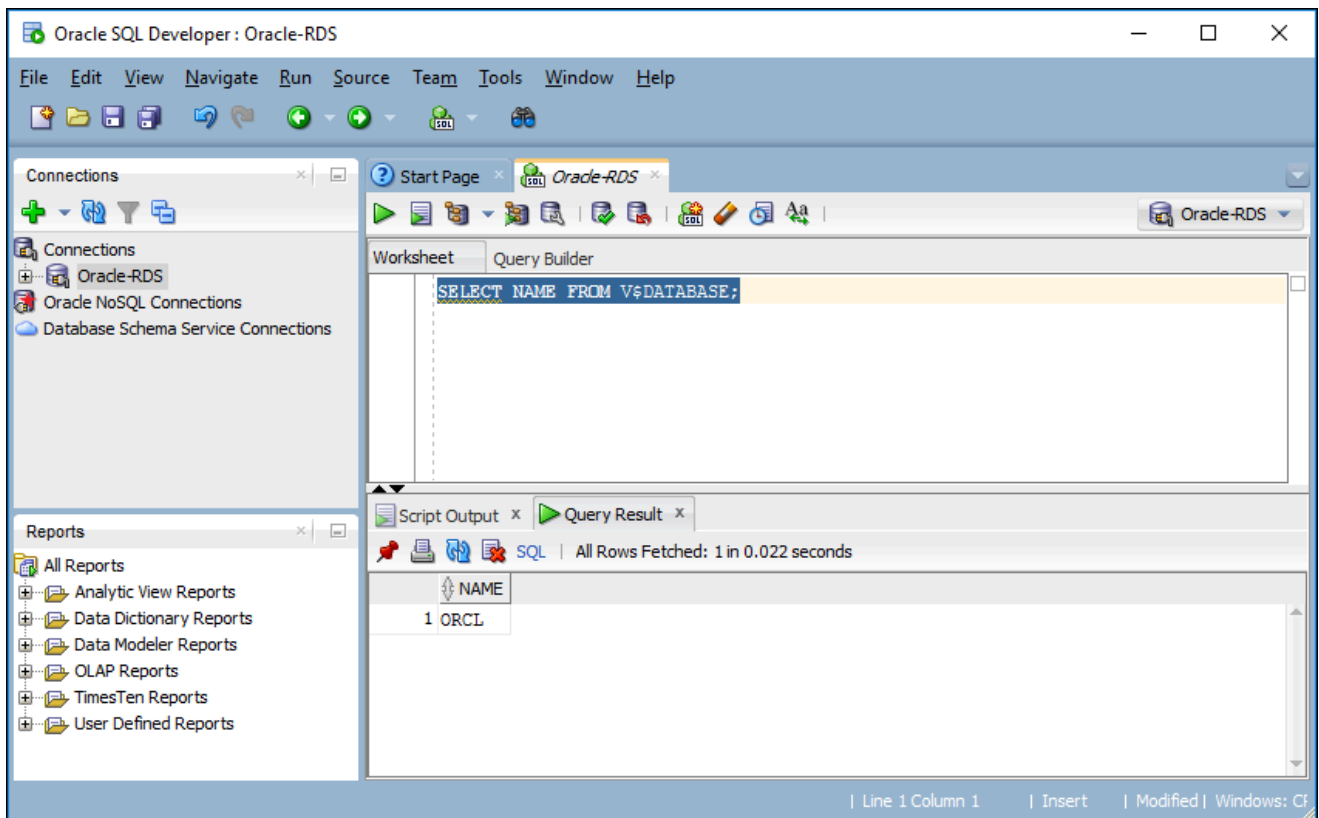 Oracle SQL Developer : Oracle-RDS
File Edit View Navigate Run Source Team Tools Window Help
Connections
Connections
Oracle-RDS
Oracle NoSQL Connections
Database Schema Service Connections
Reports
All Reports
Analytic View Reports
Data Dictionary Reports
Data Modeler Reports
OLAP Reports
TimesTen Reports
User Defined Reports
Start Page Oracle-RDS
Oracle-RDS
Worksheet Query Builder
SELECT NAME FROM V$DATABASE;
Script Output Query Result
SQL | All Rows Fetched: 1 in 0.022 seconds
NAME
1 ORCL
| Line 1 Column 1 | Insert | Modified | Windows: